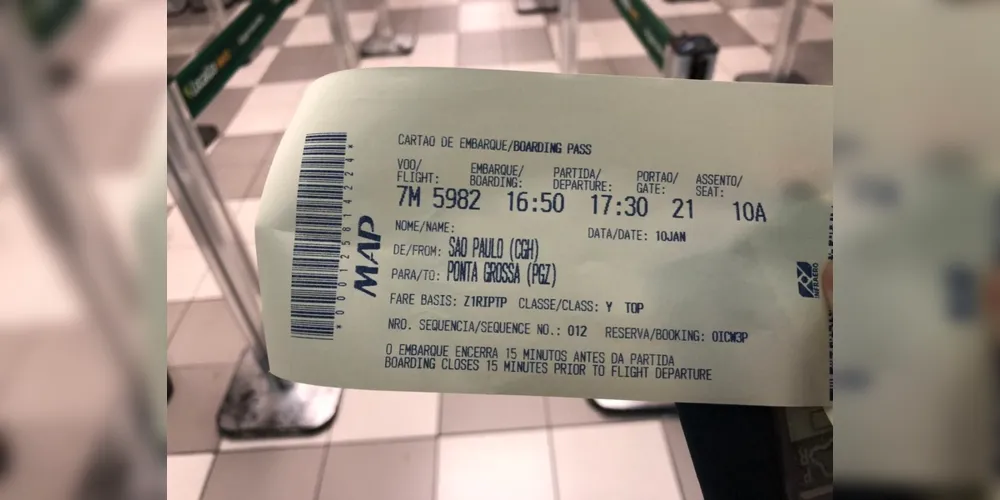 CARTAO DE EMBARQUE/BOARDING PASS
VOO/ EMBARQUE/ PARTIDA/ PORTAO/ ASSENTO/
FLIGHT: BOARDING: DEPARTURE: GATE: SEAT:
7M 5982 16:50 17:30 21 10A
NOME/NAME: DATA/DATE: 10JAN
DE/FROM: SAO PAULO (CGH)
PARA/TO: PONTA GROSSA (PGZ)
FARE BASIS: Z1RIPTP CLASSE/CLASS: Y TOP
NRO. SEQUENCIA/SEQUENCE NO.: 012 RESERVA/BOOKING: OICW3P
O EMBARQUE ENCERRA 15 MINUTOS ANTES DA PARTIDA
BOARDING CLOSES 15 MINUTES PRIOR TO FLIGHT DEPARTURE
*0001258142224*
MAP
INFRAERO